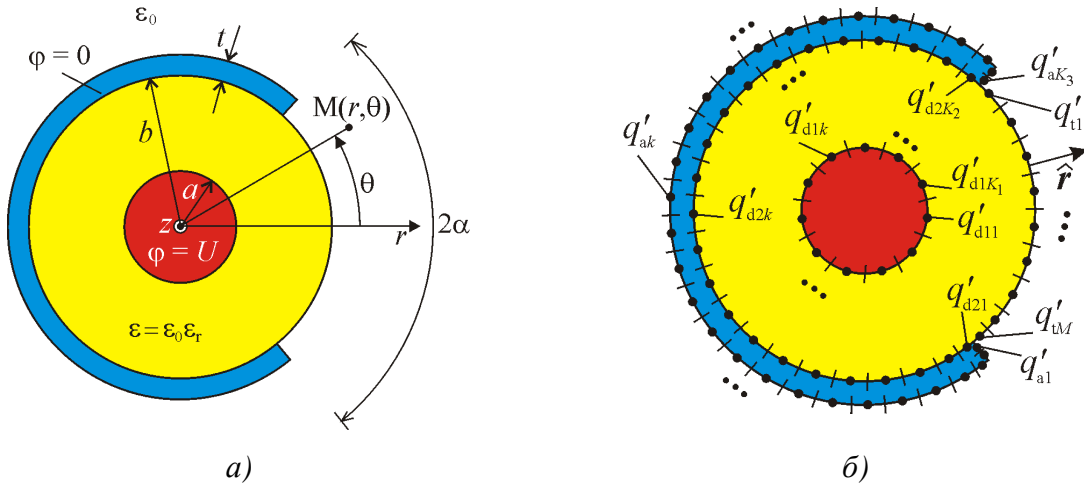 ε₀
t
φ = 0
M(r,θ)
b
q′aK₃
q′d2K₂
q′t1
q′d1k
q′ak
a
θ
q′d1K₁
r̂
z
r
2α
q′d2k
q′d11
φ = U
q′d21
ε = ε₀εᵣ
q′tM
q′a1
а)
б)